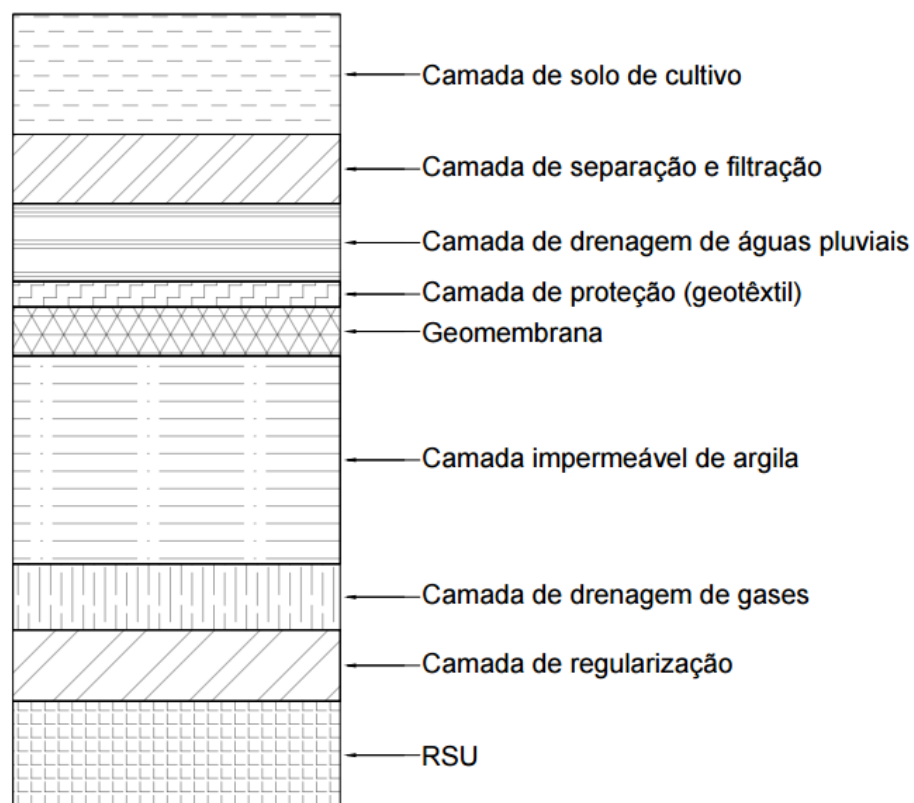 Camada de solo de cultivo
Camada de separação e filtração
Camada de drenagem de águas pluviais
Camada de proteção (geotêxtil)
Geomembrana
Camada impermeável de argila
Camada de drenagem de gases
Camada de regularização
RSU